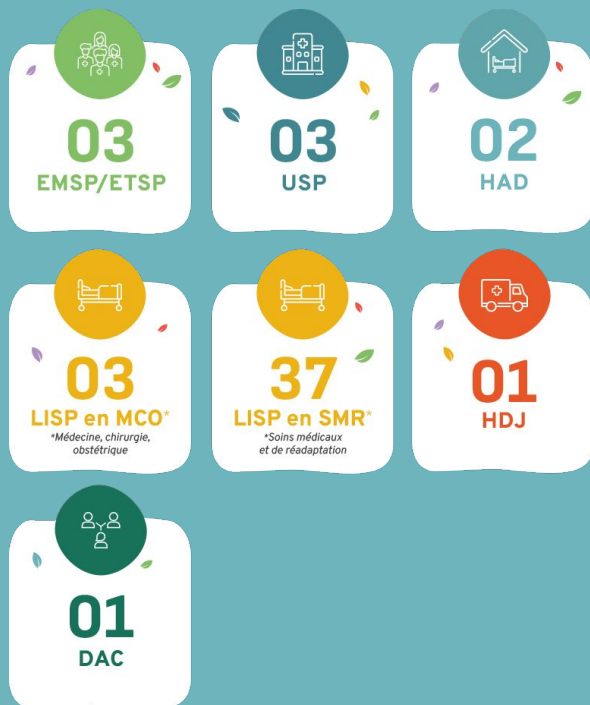 03
EMSP/ETSP
03
USP
02
HAD
03
LISP en MCO*
*Médecine, chirurgie,
obstétrique
37
LISP en SMR*
*Soins médicaux
et de réadaptation
01
HDJ
01
DAC